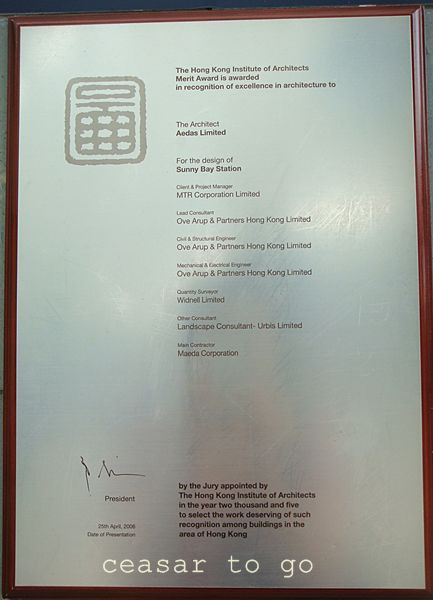 The Hong Kong Institute of Architects
Merit Award is awarded
in recognition of excellence in architecture to
The Architect
Aedas Limited
For the design of
Sunny Bay Station
Client & Project Manager
MTR Corporation Limited
Lead Consultant
Ove Arup & Partners Hong Kong Limited
Civil & Structural Engineer
Ove Arup & Partners Hong Kong Limited
Mechanical & Electrical Engineer
Ove Arup & Partners Hong Kong Limited
Quantity Surveyor
Widnell Limited
Other Consultant
Landscape Consultant- Urbis Limited
Main Contractor
Maeda Corporation
President
25th April, 2006
Date of Presentation
by the Jury appointed by
The Hong Kong Institute of Architects
in the year two thousand and five
to select the work deserving of such
recognition among buildings in the
area of Hong Kong
ceasar to go